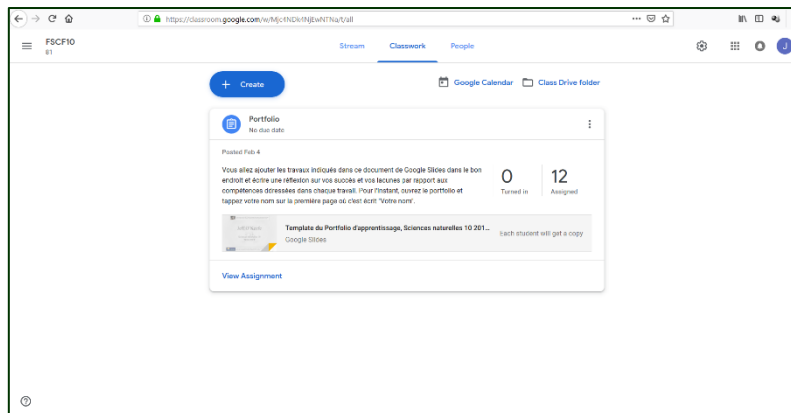 https://classroom.google.com/w/Mjc4NDk4NjEwNTNa/t/all
FSCF10
B1
Stream
Classwork
People
J
+ Create
Google Calendar
Class Drive folder
Portfolio
No due date
Posted Feb 4
Vous allez ajouter les travaux indiqués dans ce document de Google Slides dans le bon
endroit et écrire une réflexion sur vos succès et vos lacunes par rapport aux
compétences ddressées dans chaque travail. Pour l'instant, ouvrez le portfolio et
tappez votre nom sur la première page où c'est écrit 'Votre nom'.
0
Turned in
12
Assigned
Template du Portfolio d'apprentissage, Sciences naturelles 10 201...
Google Slides
Each student will get a copy
View Assignment